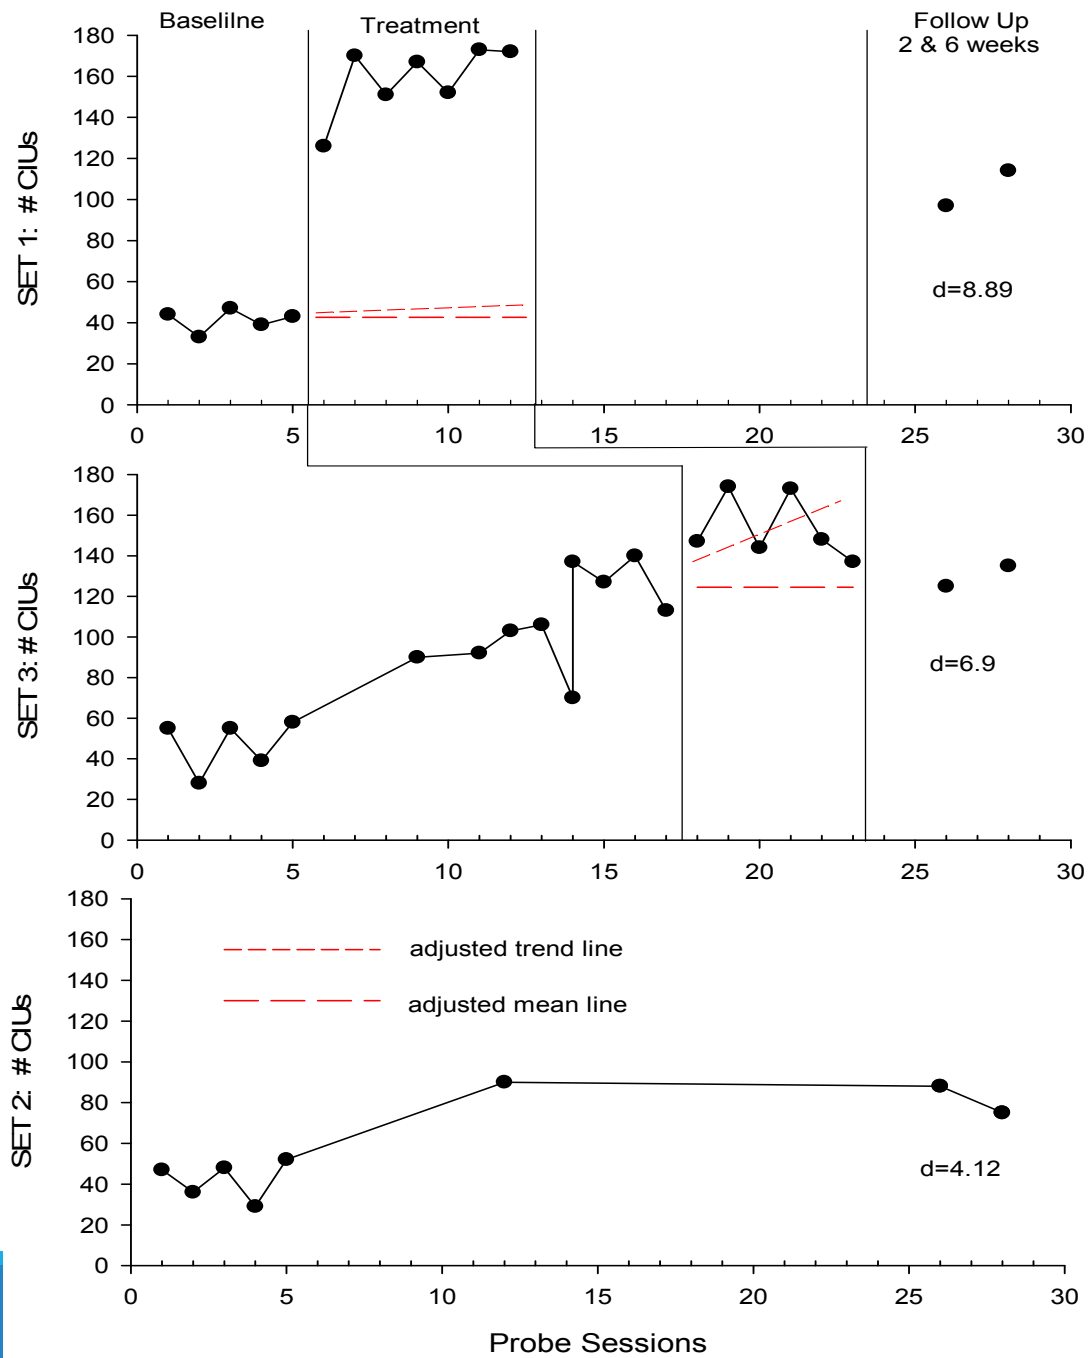 Baselilne
Treatment
Follow Up
2 & 6 weeks
SET 1: # CIUs
180
160
140
120
100
80
60
40
20
0
d=8.89
0 5 10 15 20 25 30
SET 3: # CIUs
180
160
140
120
100
80
60
40
20
0
d=6.9
0 5 10 15 20 25 30
SET 2: # CIUs
180
160
140
120
100
80
60
40
20
0
adjusted trend line
adjusted mean line
d=4.12
0 5 10 15 20 25 30
Probe Sessions